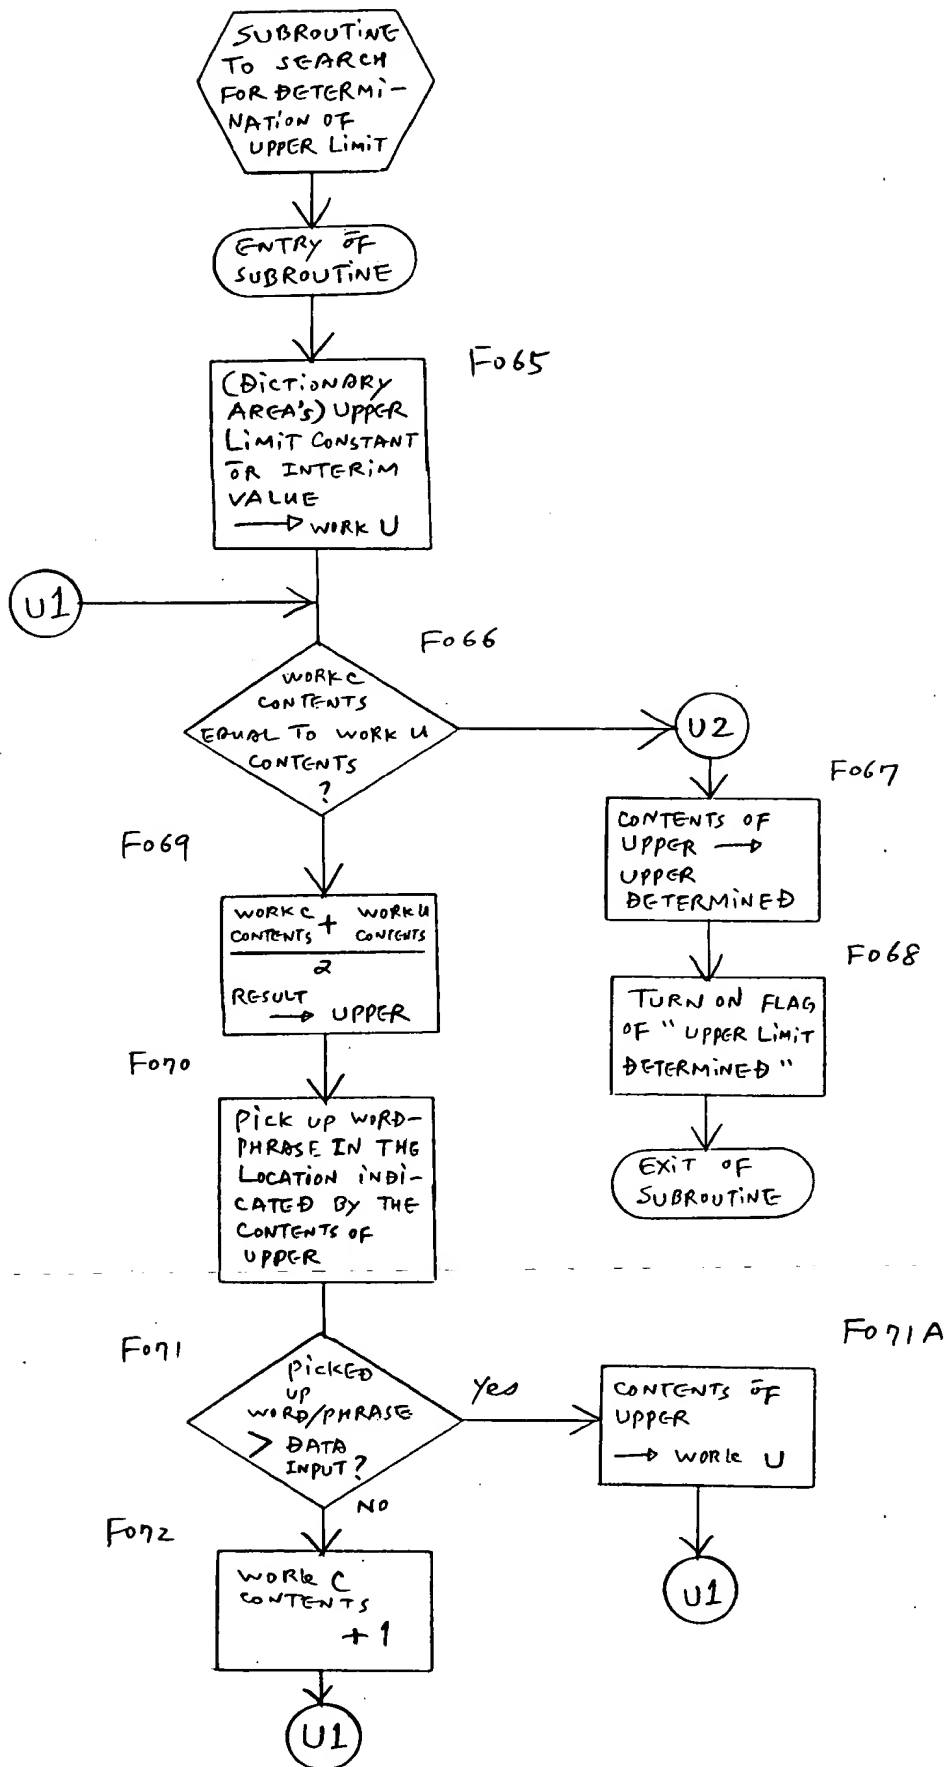 SUBROUTINE
TO SEARCH
FOR DETERMI-
NATION OF
UPPER LIMIT
ENTRY OF
SUBROUTINE
F065
(DICTIONARY
AREA'S) UPPER
LIMIT CONSTANT
OR INTERIM
VALUE
→ WORK U
U1
F066
WORK C
CONTENTS
EQUAL TO WORK U
CONTENTS
?
U2
F067
CONTENTS OF
UPPER →
UPPER
DETERMINED
F068
TURN ON FLAG
OF "UPPER LIMIT
DETERMINED"
EXIT OF
SUBROUTINE
F069
WORK C + WORK U
CONTENTS CONTENTS
2
RESULT
→ UPPER
F070
PICK UP WORD-
PHRASE IN THE
LOCATION INDI-
CATED BY THE
CONTENTS OF
UPPER
F071
PICKED
UP
WORD/PHRASE
> DATA
INPUT?
Yes
NO
F071A
CONTENTS OF
UPPER
→ WORK U
U1
F072
WORK C
CONTENTS
+ 1
U1